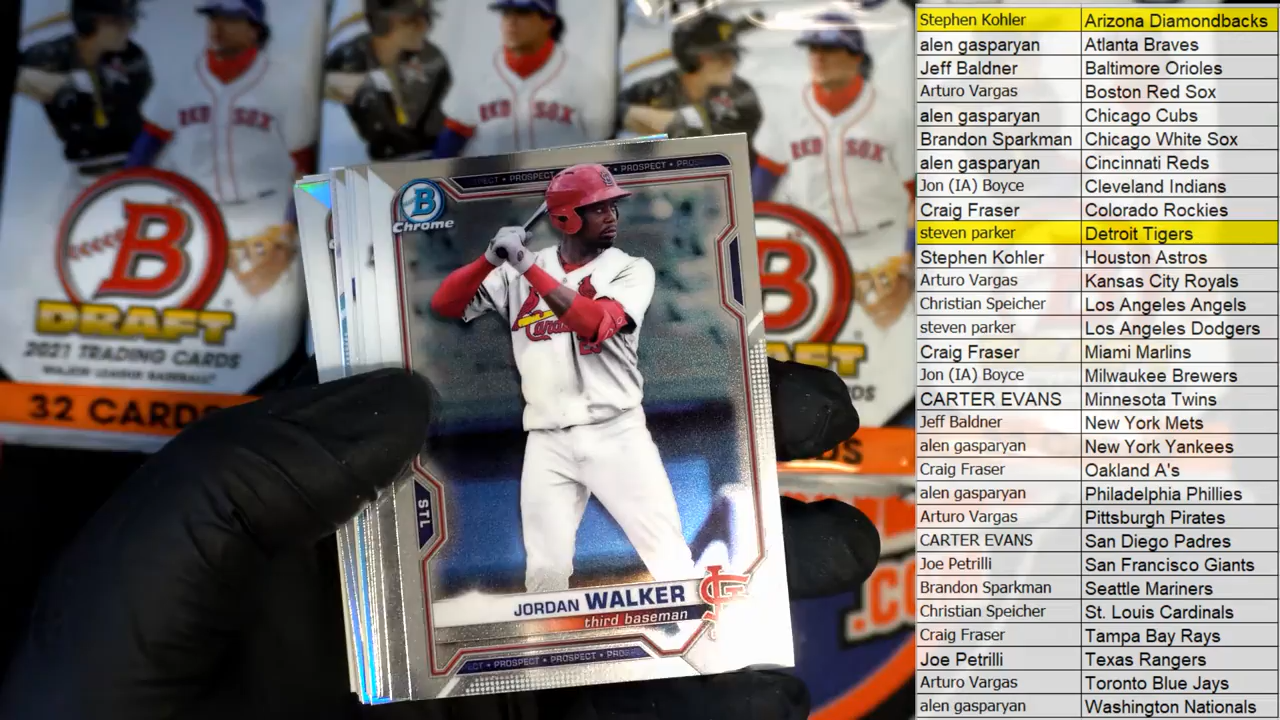 RED SOX
RED SOX
RED SOX
B
DRAFT
2021 TRADING CARDS
MAJOR LEAGUE BASEBALL
32 CARDS
B
.CO
PROSPECT • PROSPECT
B
Chrome
Cardinals
STL
JORDAN WALKER
third baseman
STL
PROSPECT • PROSPECT
Stephen Kohler Arizona Diamondbacks
alen gasparyan Atlanta Braves
Jeff Baldner Baltimore Orioles
Arturo Vargas Boston Red Sox
alen gasparyan Chicago Cubs
Brandon Sparkman Chicago White Sox
alen gasparyan Cincinnati Reds
Jon (IA) Boyce Cleveland Indians
Craig Fraser Colorado Rockies
steven parker Detroit Tigers
Stephen Kohler Houston Astros
Arturo Vargas Kansas City Royals
Christian Speicher Los Angeles Angels
steven parker Los Angeles Dodgers
Craig Fraser Miami Marlins
Jon (IA) Boyce Milwaukee Brewers
CARTER EVANS Minnesota Twins
Jeff Baldner New York Mets
alen gasparyan New York Yankees
Craig Fraser Oakland A's
alen gasparyan Philadelphia Phillies
Arturo Vargas Pittsburgh Pirates
CARTER EVANS San Diego Padres
Joe Petrilli San Francisco Giants
Brandon Sparkman Seattle Mariners
Christian Speicher St. Louis Cardinals
Craig Fraser Tampa Bay Rays
Joe Petrilli Texas Rangers
Arturo Vargas Toronto Blue Jays
alen gasparyan Washington Nationals